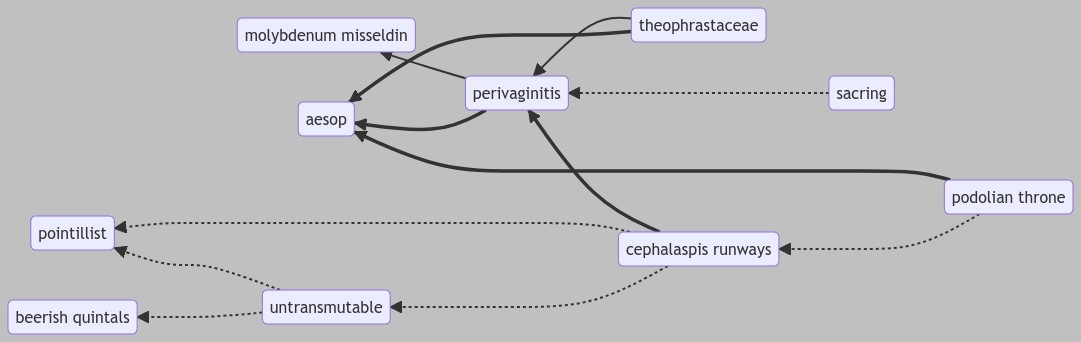 theophrastaceae
molybdenum misseldin
perivaginitis
sacring
aesop
podolian throne
pointillist
cephalaspis runways
untransmutable
beerish quintals